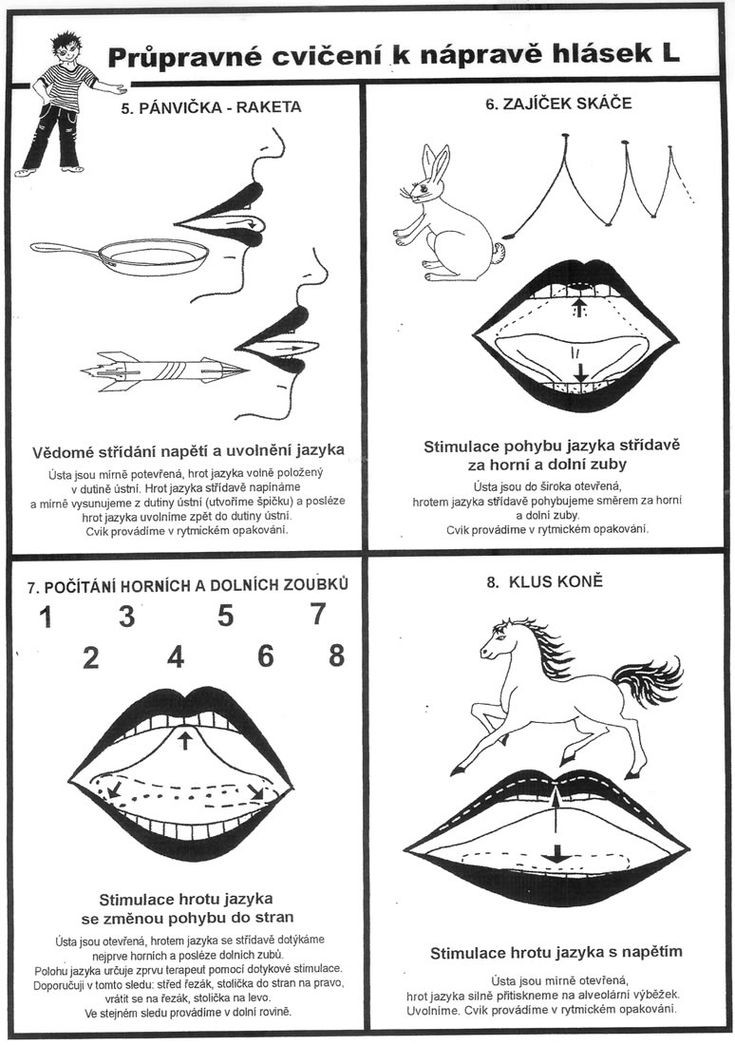 Průpravné cvičení k nápravě hlásek L
5. PÁNVIČKA - RAKETA
Vědomé střídání napětí a uvolnění jazyka
Ústa jsou mírně potevřená, hrot jazyka volně položený
v dutině ústní. Hrot jazyka střídavě napínáme
a mírně vysunujeme z dutiny ústní (utvoříme špičku) a posléze
hrot jazyka uvolníme zpět do dutiny ústní.
Cvik provádíme v rytmickém opakování.
6. ZAJÍČEK SKÁČE
Stimulace pohybu jazyka střídavě
za horní a dolní zuby
Ústa jsou do široka otevřená,
hrotem jazyka střídavě pohybujeme směrem za horní
a dolní zuby.
Cvik provádíme v rytmickém opakování.
7. POČÍTÁNÍ HORNÍCH A DOLNÍCH ZOUBKŮ
1 3 5 7
2 4 6 8
Stimulace hrotu jazyka
se změnou pohybu do stran
Ústa jsou otevřená, hrotem jazyka se střídavě dotýkáme
nejprve horních a posléze dolních zubů.
Polohu jazyka určuje zprvu terapeut pomocí dotykové stimulace.
Doporučuji v tomto sledu: střed řezák, stolička do stran na pravo,
vrátit se na řezák, stolička na levo.
Ve stejném sledu provádíme v dolní rovině.
8. KLUS KONĚ
Stimulace hrotu jazyka s napětím
Ústa jsou mírně otevřená,
hrot jazyka silně přitiskneme na alveolární výběžek.
Uvolníme. Cvik provádíme v rytmickém opakování.